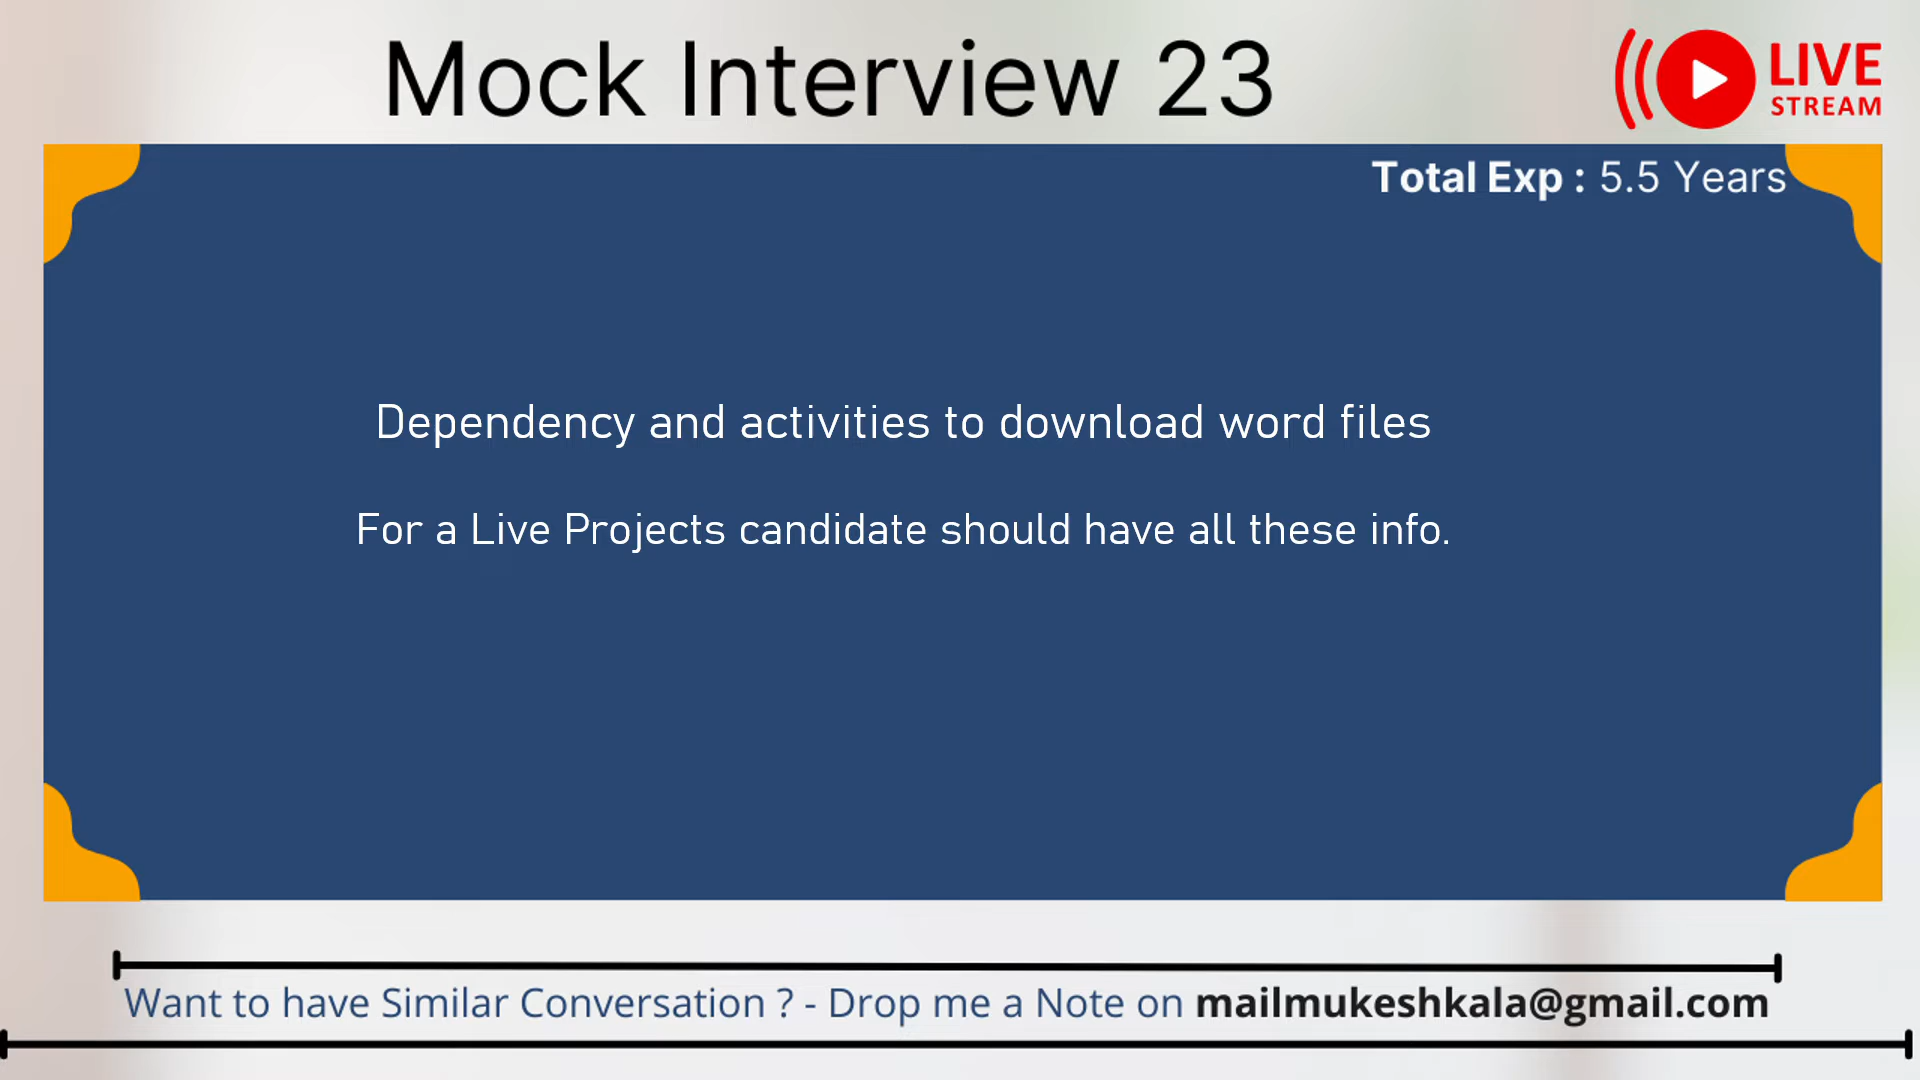 Mock Interview 23
LIVE
STREAM
Total Exp : 5.5 Years
Dependency and activities to download word files
For a Live Projects candidate should have all these info.
Want to have Similar Conversation ? - Drop me a Note on mailmukeshkala@gmail.com